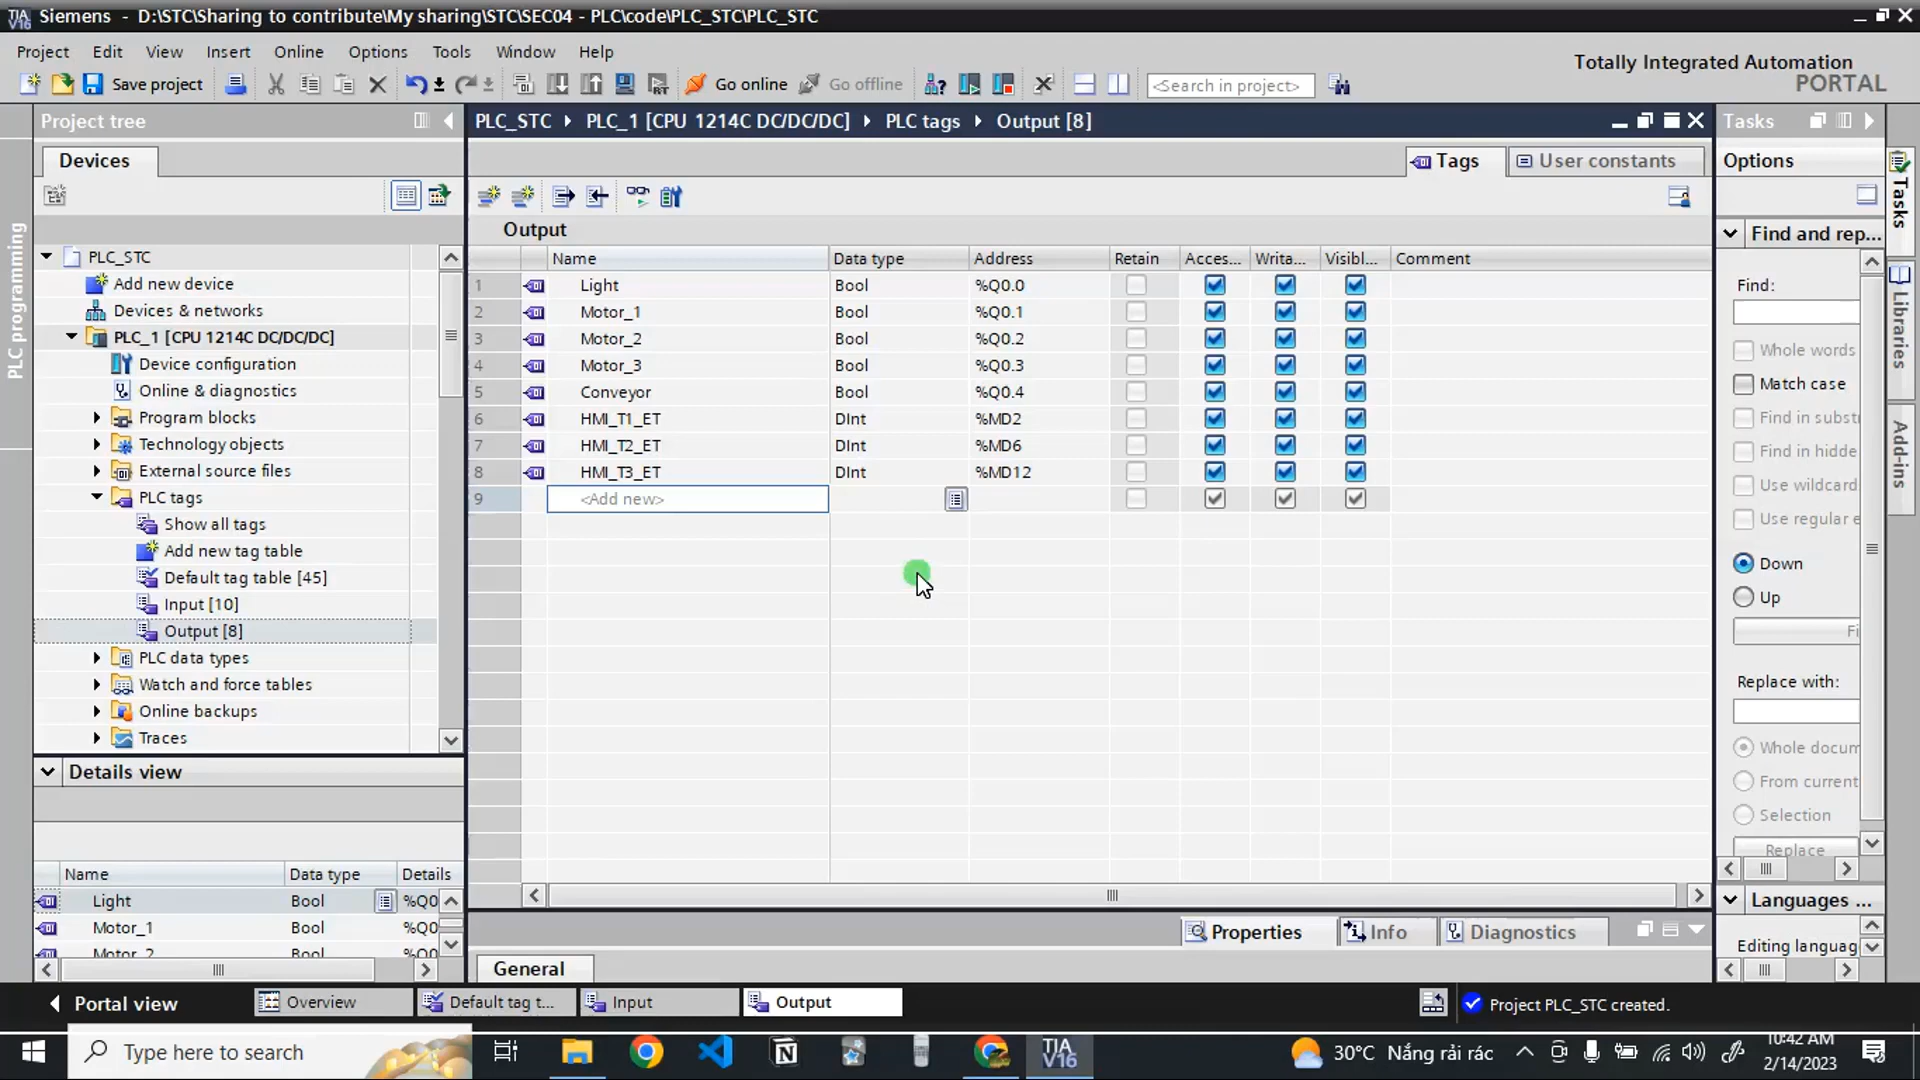 TIA V16 Siemens - D:\STC\Sharing to contribute\My sharing\STC\SEC04 - PLC\code\PLC_STC\PLC_STC
Project Edit View Insert Online Options Tools Window Help
Totally Integrated Automation
PORTAL
Save project Go online Go offline <Search in project>
Project tree
PLC_STC PLC_1 [CPU 1214C DC/DC/DC] PLC tags Output [8]
Tasks
Devices
Tags User constants
Options
Output
Name Data type Address Retain Acces... Writa... Visibl... Comment
1 Light Bool %Q0.0
2 Motor_1 Bool %Q0.1
3 Motor_2 Bool %Q0.2
4 Motor_3 Bool %Q0.3
5 Conveyor Bool %Q0.4
6 HMI_T1_ET DInt %MD2
7 HMI_T2_ET DInt %MD6
8 HMI_T3_ET DInt %MD12
9 <Add new>
PLC programming
PLC_STC
Add new device
Devices & networks
PLC_1 [CPU 1214C DC/DC/DC]
Device configuration
Online & diagnostics
Program blocks
Technology objects
External source files
PLC tags
Show all tags
Add new tag table
Default tag table [45]
Input [10]
Output [8]
PLC data types
Watch and force tables
Online backups
Traces
Details view
Name Data type Details
Light Bool %Q0
Motor_1 Bool %Q0
Motor_2 Bool %Q0
Find and rep...
Find:
Whole words
Match case
Find in subst
Find in hidde
Use wildcard
Use regular e
Down
Up
Fi
Replace with:
Whole docum
From current
Selection
Replace
Languages ...
Editing languag
Tasks
Libraries
Add-ins
Properties Info Diagnostics
General
Portal view Overview Default tag t... Input Output Project PLC_STC created.
Type here to search
TIA V16
30°C Nắng rải rác
10:42 AM
2/14/2023